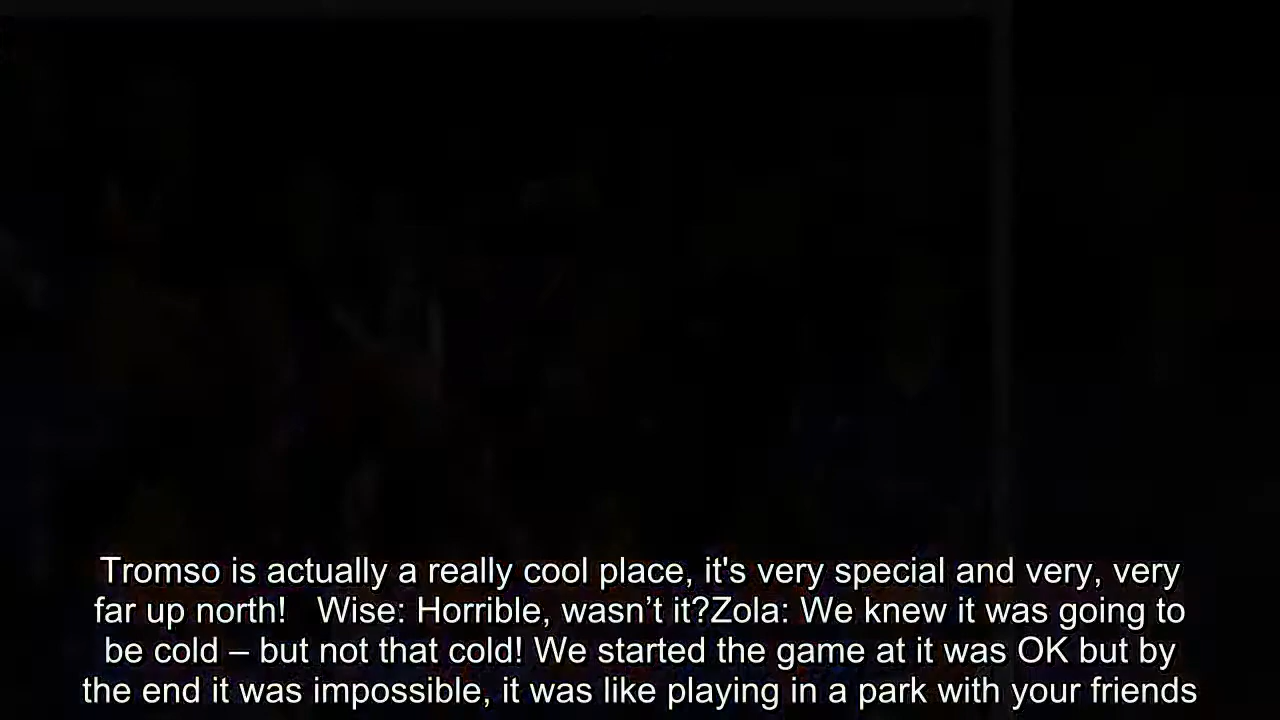 Tromso is actually a really cool place, it's very special and very, very
far up north!   Wise: Horrible, wasn’t it?Zola: We knew it was going to
be cold – but not that cold! We started the game at it was OK but by
the end it was impossible, it was like playing in a park with your friends